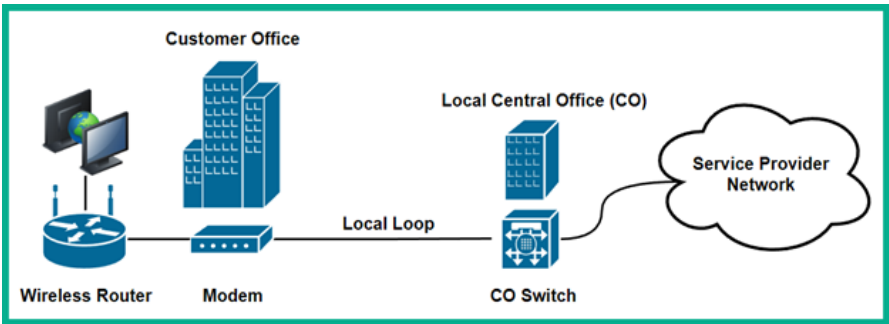 Customer Office
Local Central Office (CO)
Service Provider
Network
Local Loop
Wireless Router
Modem
CO Switch